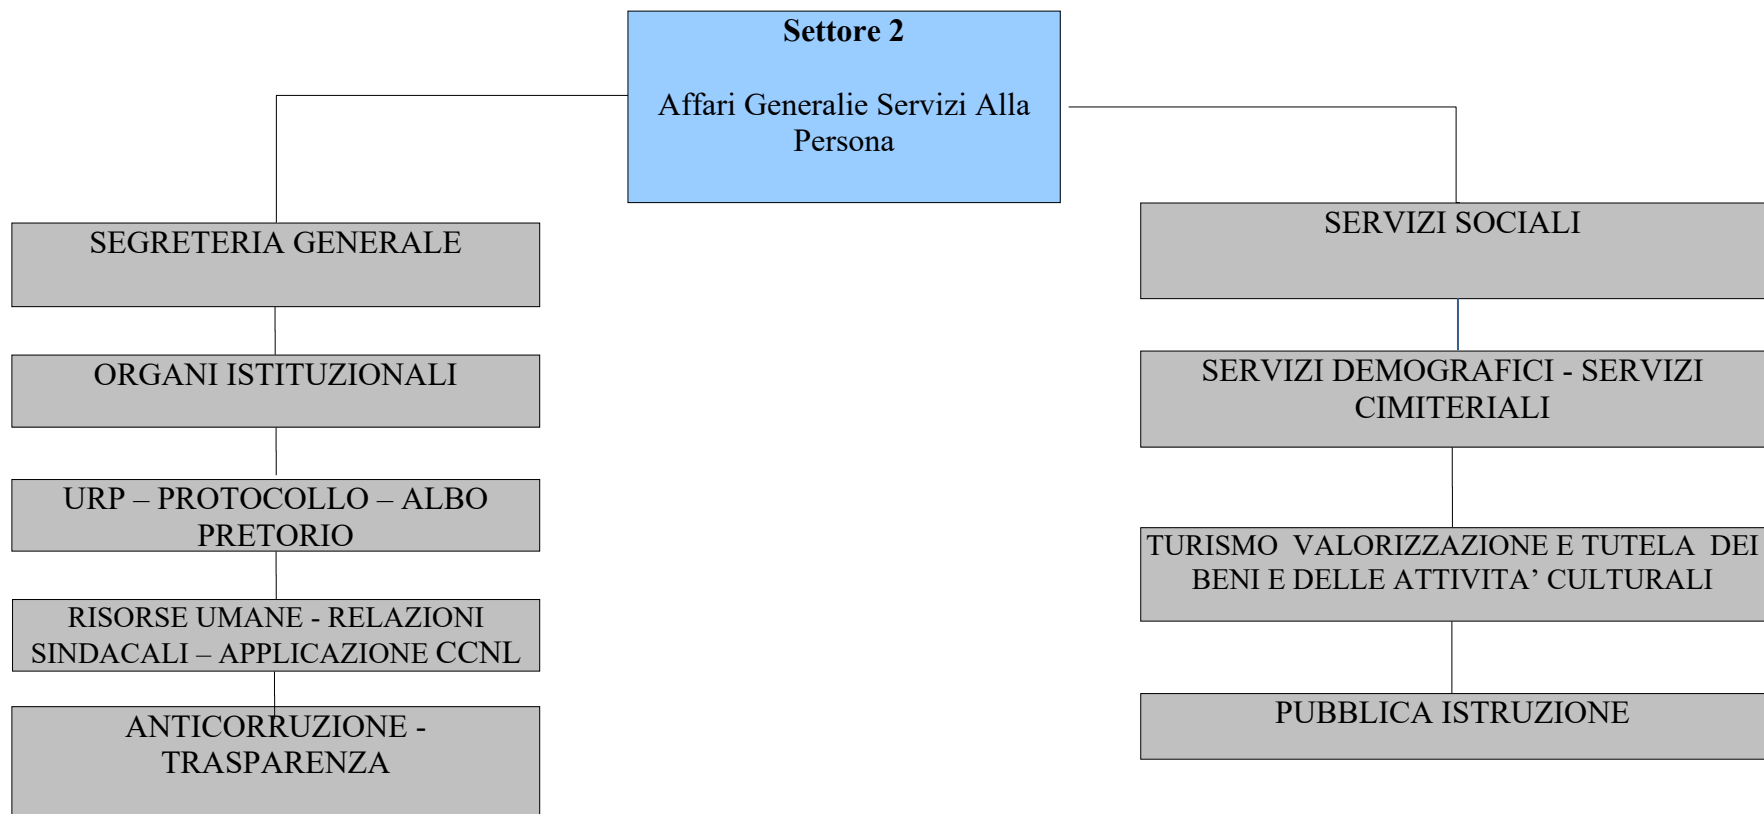 Settore 2
Affari Generalie Servizi Alla
Persona
SEGRETERIA GENERALE
ORGANI ISTITUZIONALI
URP – PROTOCOLLO – ALBO
PRETORIO
RISORSE UMANE - RELAZIONI
SINDACALI – APPLICAZIONE CCNL
ANTICORRUZIONE -
TRASPARENZA
SERVIZI SOCIALI
SERVIZI DEMOGRAFICI - SERVIZI
CIMITERIALI
TURISMO VALORIZZAZIONE E TUTELA DEI
BENI E DELLE ATTIVITA’ CULTURALI
PUBBLICA ISTRUZIONE